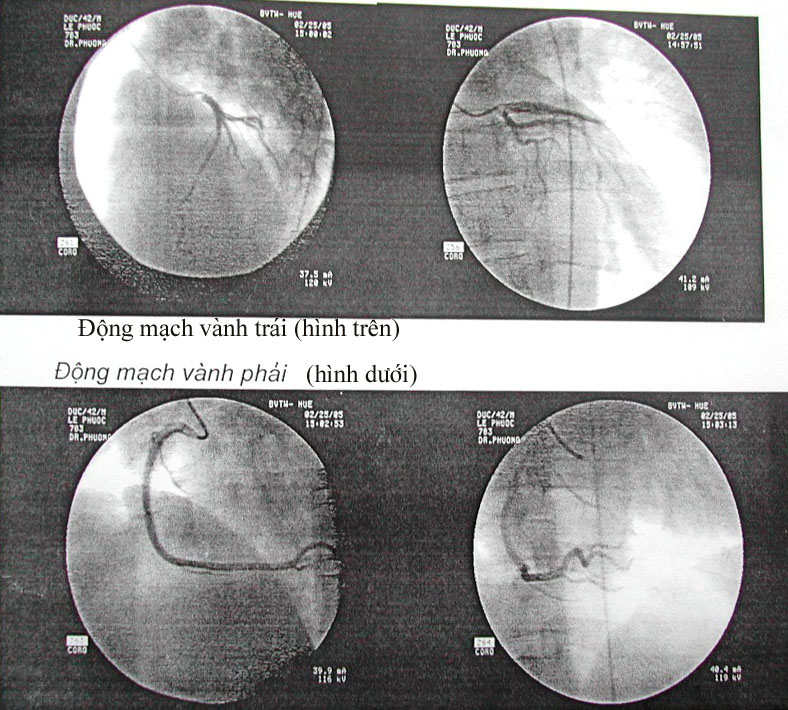 DUC/42/M
LE PHUOC
783
DR.PHUONG
BVTW- HUE
02/25/05
15:00:02
261
CORO
37.5 mA
120 kV
DUC/42/M
LE PHUOC
783
DR.PHUONG
BVTW- HUE
02/25/05
14:57:51
256
CORO
41.2 mA
109 kV
Động mạch vành trái (hình trên)
Động mạch vành phải (hình dưới)
DUC/42/M
LE PHUOC
783
DR.PHUONG
BVTW- HUE
02/25/05
15:02:53
263
CORO
39.9 mA
116 kV
DUC/42/M
LE PHUOC
783
DR.PHUONG
BVTW- HUE
02/25/05
15:03:13
264
CORO
40.4 mA
119 kV